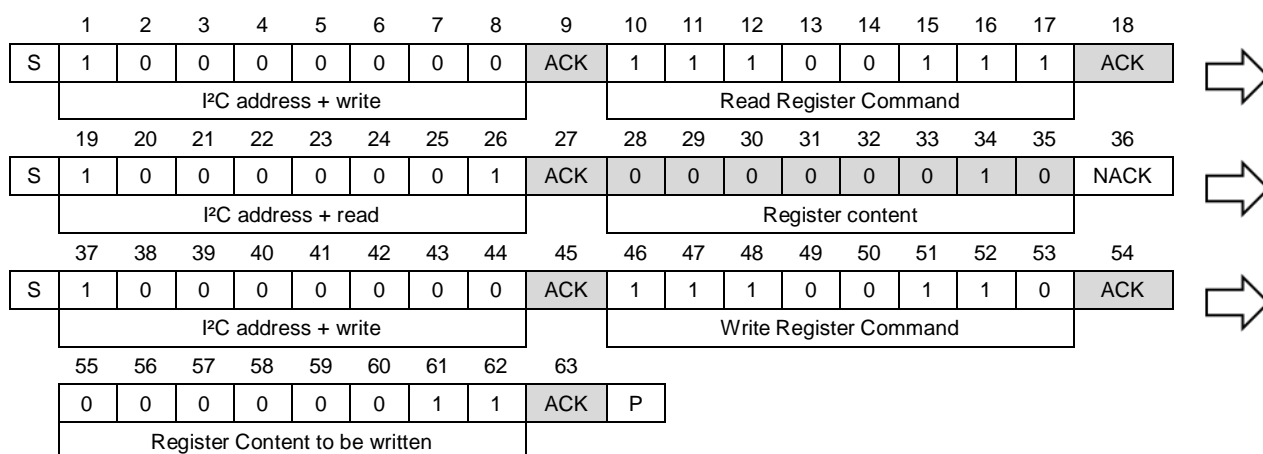 1 2 3 4 5 6 7 8 9 10 11 12 13 14 15 16 17 18
S 1 0 0 0 0 0 0 0 ACK 1 1 1 0 0 1 1 1 ACK
I²C address + write Read Register Command
19 20 21 22 23 24 25 26 27 28 29 30 31 32 33 34 35 36
S 1 0 0 0 0 0 0 1 ACK 0 0 0 0 0 0 1 0 NACK
I²C address + read Register content
37 38 39 40 41 42 43 44 45 46 47 48 49 50 51 52 53 54
S 1 0 0 0 0 0 0 0 ACK 1 1 1 0 0 1 1 0 ACK
I²C address + write Write Register Command
55 56 57 58 59 60 61 62 63
0 0 0 0 0 0 1 1 ACK P
Register Content to be written